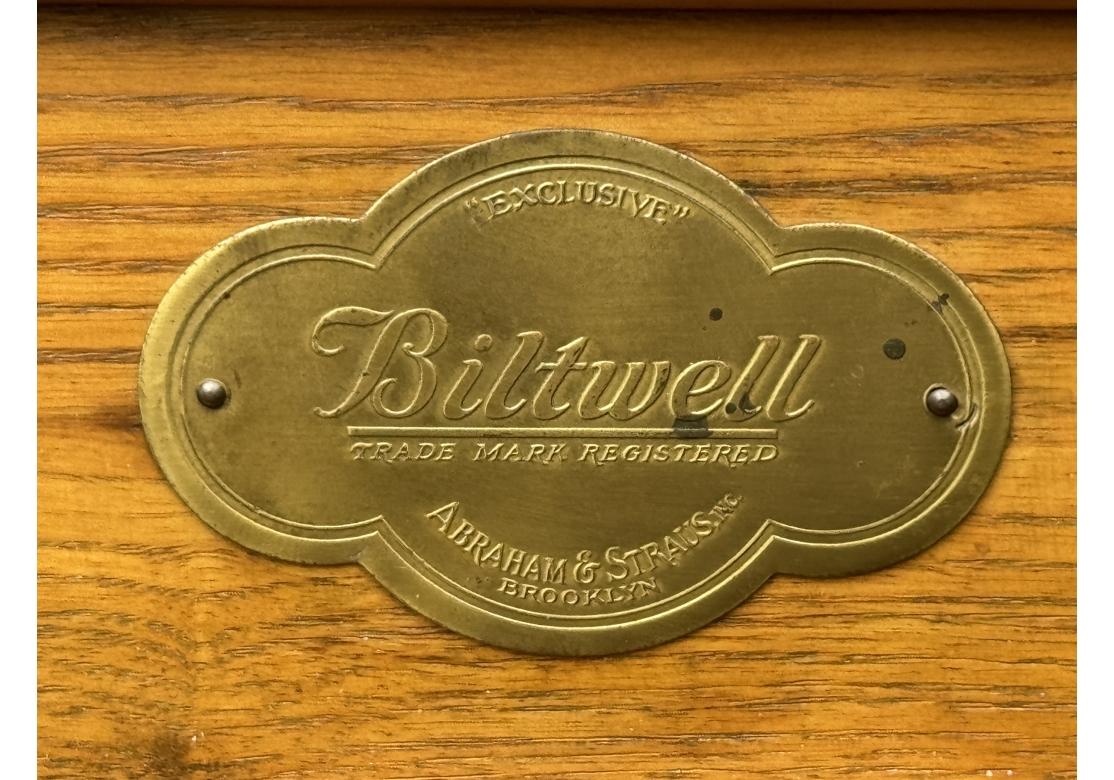 "EXCLUSIVE"
Biltwell
TRADE MARK REGISTERED
ABRAHAM & STRAUS, INC.
BROOKLYN